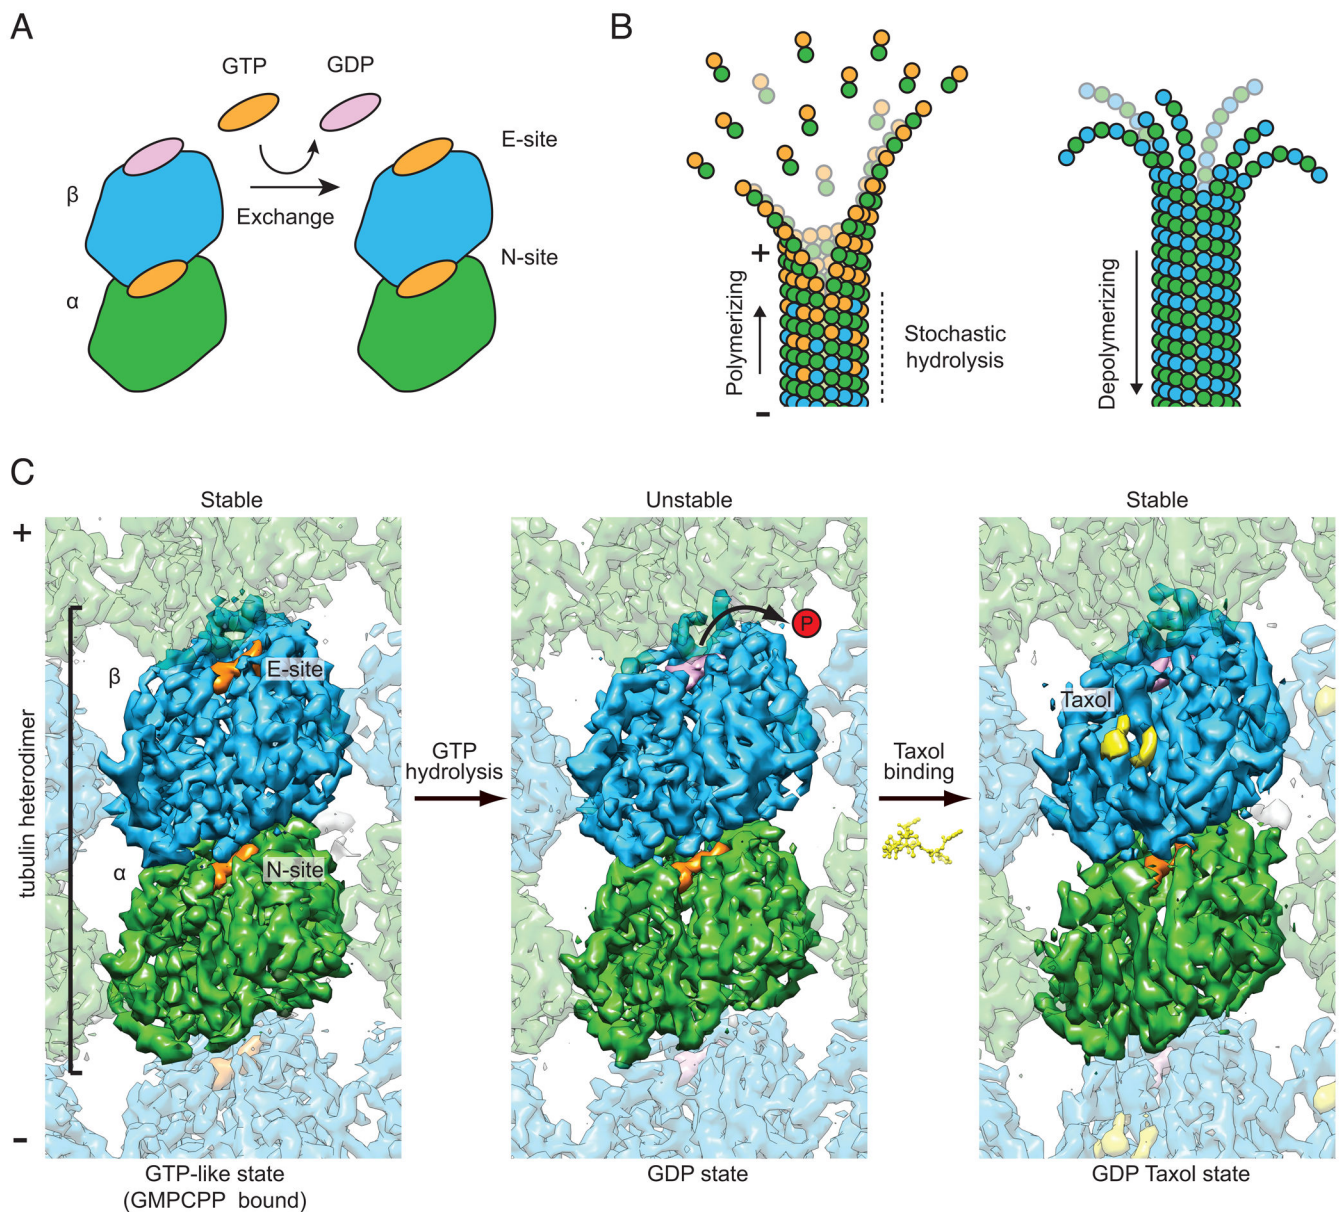 A
GTP
GDP
E-site
β
Exchange
N-site
α
B
+
Polymerizing
-
Stochastic
hydrolysis
Depolymerizing
C
Stable
Unstable
Stable
+
P
β
E-site
Taxol
tubulin heterodimer
GTP
hydrolysis
Taxol
binding
α
N-site
-
GTP-like state
(GMPCPP bound)
GDP state
GDP Taxol state